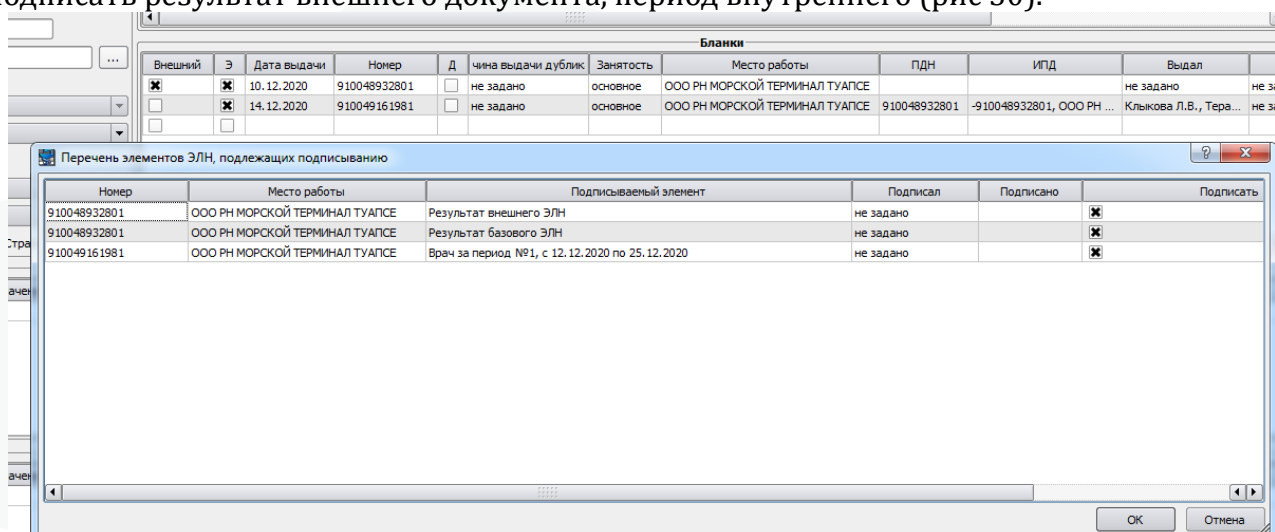 подписать результат внешнего документа, период внутреннего (рис 30).
...
Бланки
Внешний Э Дата выдачи Номер Д чина выдачи дублик Занятость Место работы ПДН ИПД Выдал
10.12.2020 910048932801 не задано основное ООО РН МОРСКОЙ ТЕРМИНАЛ ТУАПСЕ не задано не з
14.12.2020 910049161981 не задано основное ООО РН МОРСКОЙ ТЕРМИНАЛ ТУАПСЕ 910048932801 -910048932801, ООО РН ... Клыкова Л.В., Тера... не з
Перечень элементов ЭЛН, подлежащих подписыванию
Номер Место работы Подписываемый элемент Подписал Подписано Подписать
910048932801 ООО РН МОРСКОЙ ТЕРМИНАЛ ТУАПСЕ Результат внешнего ЭЛН не задано
910048932801 ООО РН МОРСКОЙ ТЕРМИНАЛ ТУАПСЕ Результат базового ЭЛН не задано
910049161981 ООО РН МОРСКОЙ ТЕРМИНАЛ ТУАПСЕ Врач за период №1, с 12.12.2020 по 25.12.2020 не задано
Стра
ачен
ачен
ОК Отмена